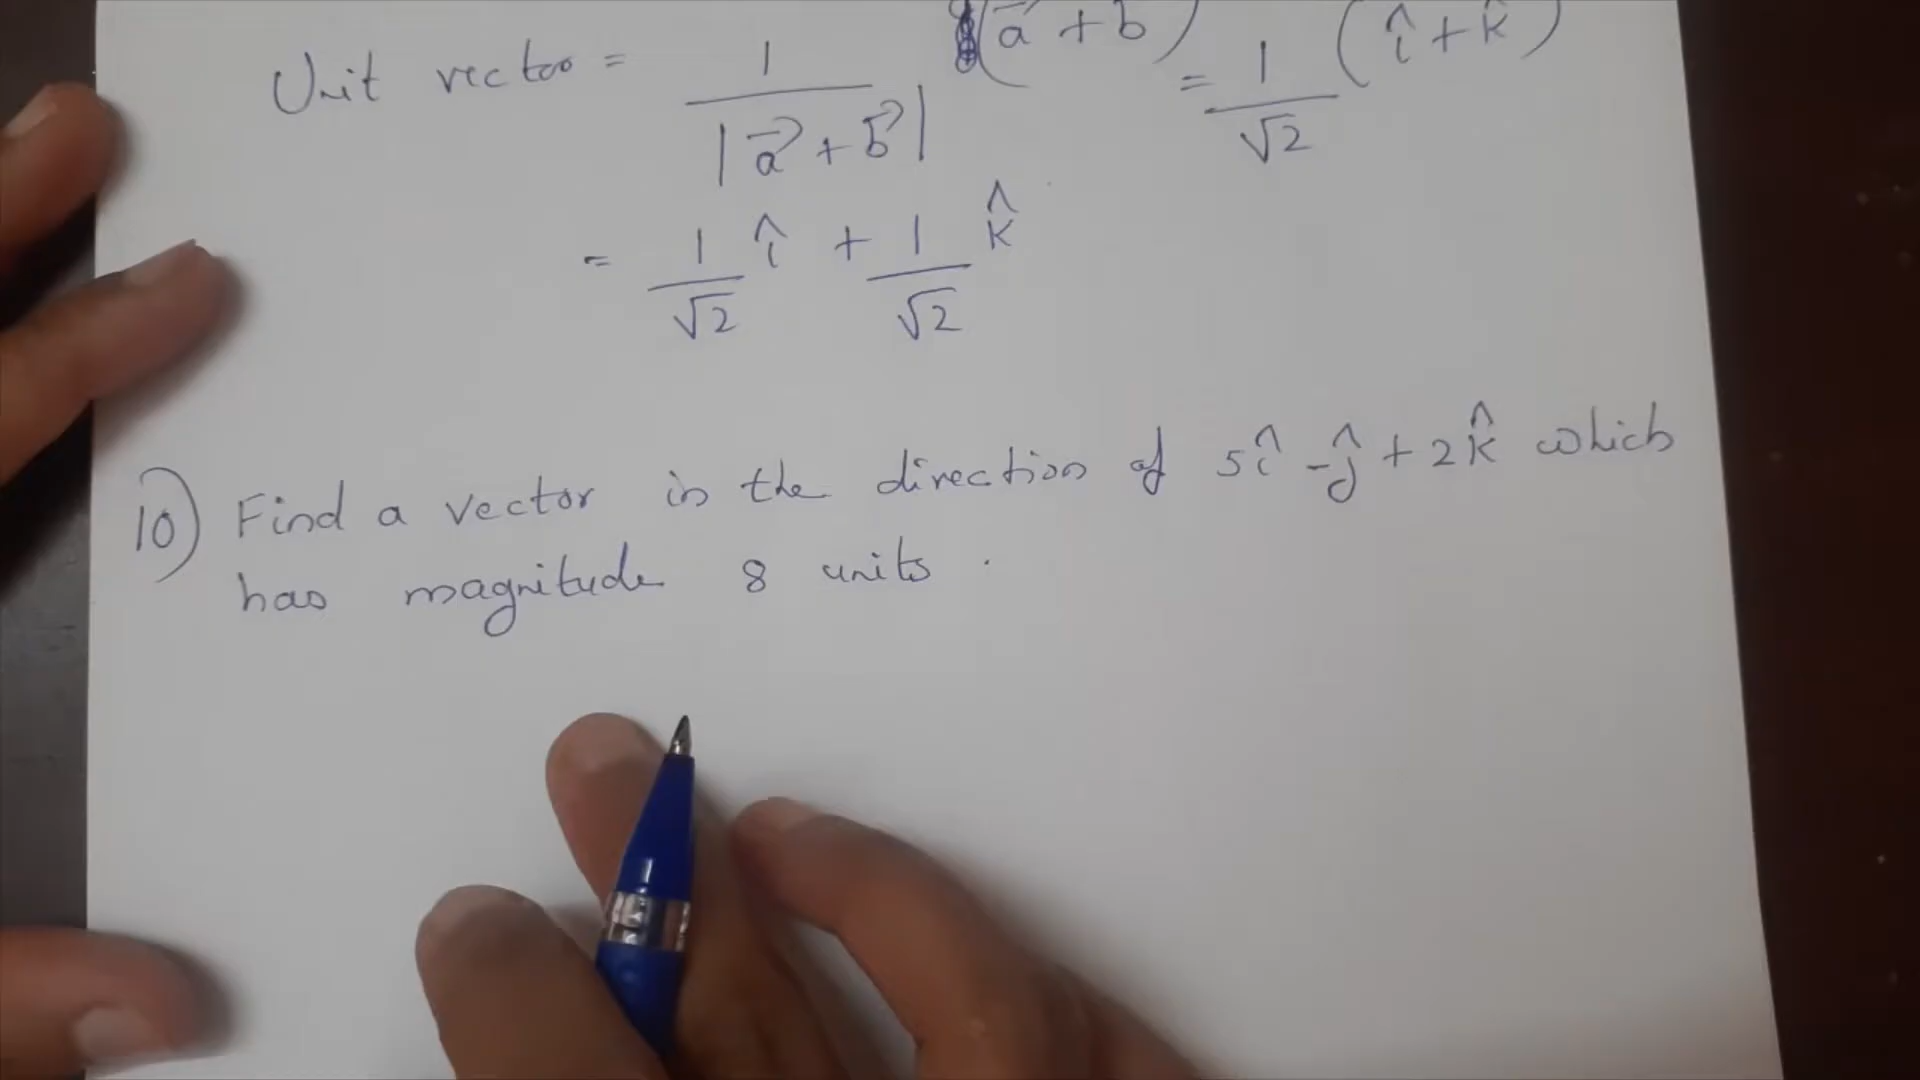 Unit vector = 1 / |a⃗ + b⃗| (a⃗ + b⃗) = 1/√2 (î + k̂)
= 1/√2 î + 1/√2 k̂
10) Find a vector in the direction of 5î - ĵ + 2k̂ which
has magnitude 8 units.